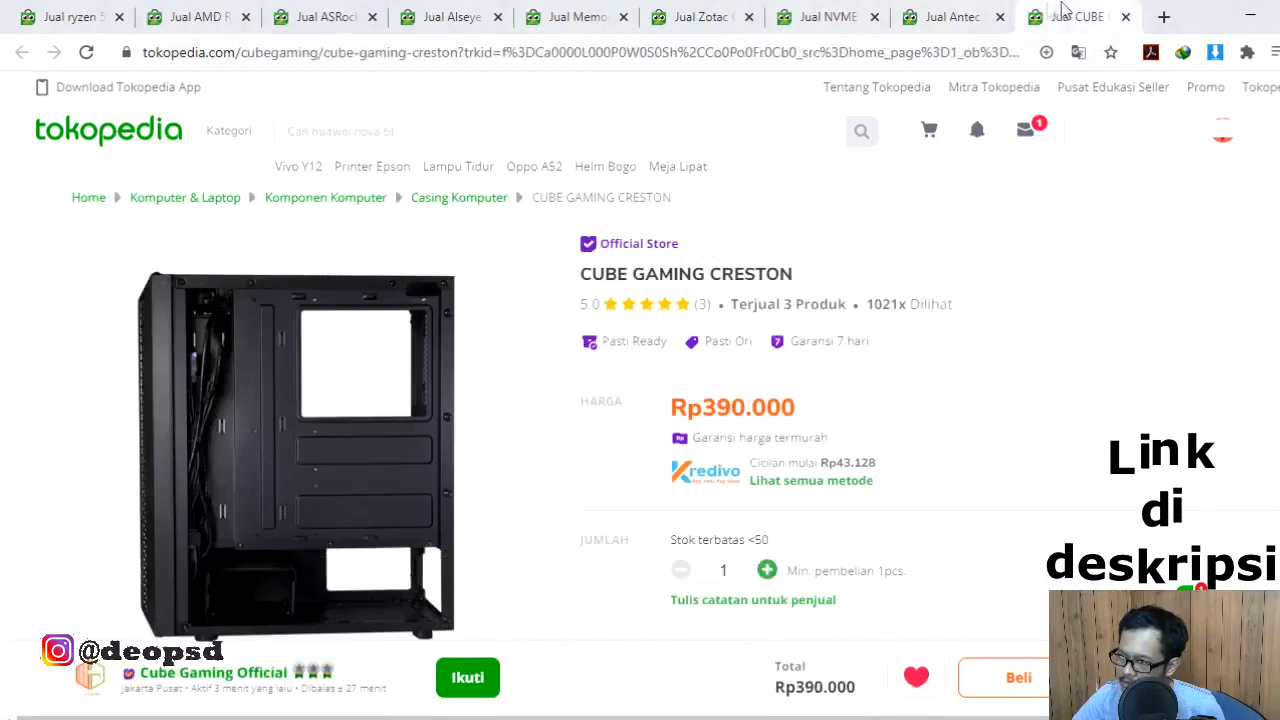 Jual ryzen 5
Jual AMD R
Jual ASRock
Jual Alseye
Jual Memo
Jual Zotac
Jual NVME
Jual Antec
Jual CUBE
tokopedia.com/cubegaming/cube-gaming-creston?trkid=f%3DCa0000L000P0W0S0Sh%2CCo0Po0Fr0Cb0_src%3Dhome_page%3D1_ob%3D...
Download Tokopedia App
Tentang Tokopedia Mitra Tokopedia Pusat Edukasi Seller Promo
tokopedia Kategori Cari huawei nova 5t 1
Vivo Y12 Printer Epson Lampu Tidur Oppo A52 Helm Bogo Meja Lipat
Home Komputer & Laptop Komponen Komputer Casing Komputer CUBE GAMING CRESTON
Official Store
CUBE GAMING CRESTON
5.0 (3) • Terjual 3 Produk • 1021x Dilihat
Pasti Ready Pasti Ori 7 Garansi 7 hari
HARGA Rp390.000
Rp Garansi harga termurah
Kredivo Cicilan mulai Rp43.128
Lihat semua metode
JUMLAH Stok terbatas <50
1 Min. pembelian 1pcs.
Tulis catatan untuk penjual
Link
di
deskripsi
@deopsd
Cube Gaming Official
Jakarta Pusat • Aktif 3 menit yang lalu • Dibalas ± 27 menit
Ikuti
Total
Rp390.000
Beli